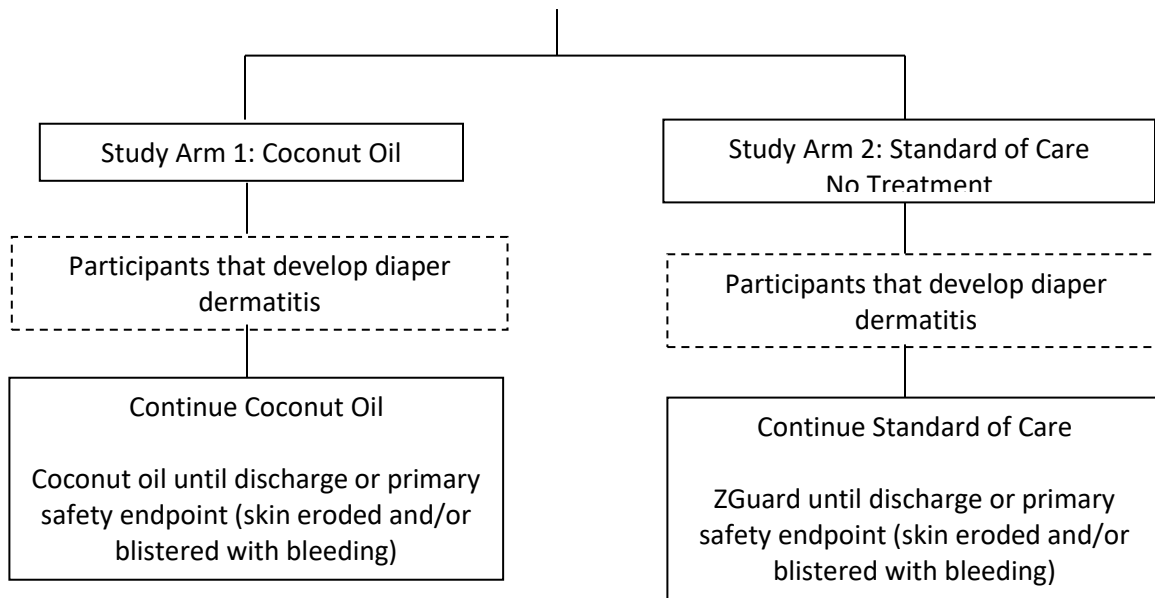 Study Arm 1: Coconut Oil
Participants that develop diaper
dermatitis
Continue Coconut Oil
Coconut oil until discharge or primary
safety endpoint (skin eroded and/or
blistered with bleeding)
Study Arm 2: Standard of Care
No Treatment
Participants that develop diaper
dermatitis
Continue Standard of Care
ZGuard until discharge or primary
safety endpoint (skin eroded and/or
blistered with bleeding)